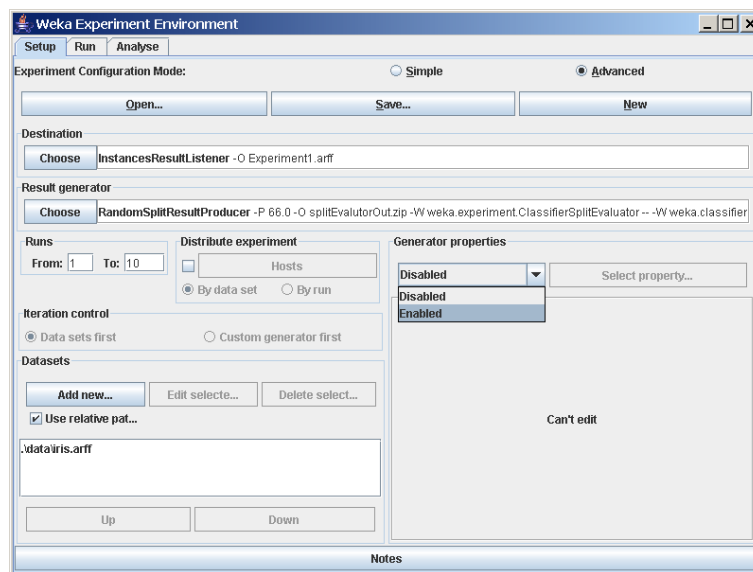 Weka Experiment Environment
Setup Run Analyse
Experiment Configuration Mode: Simple Advanced
Open... Save... New
Destination
Choose InstancesResultListener -O Experiment1.arff
Result generator
Choose RandomSplitResultProducer -P 66.0 -O splitEvalutorOut.zip -W weka.experiment.ClassifierSplitEvaluator -- -W weka.classifier
Runs
From: 1 To: 10
Distribute experiment
Hosts
By data set By run
Generator properties
Disabled Select property...
Disabled
Enabled
Iteration control
Data sets first Custom generator first
Datasets
Add new... Edit selecte... Delete select...
Use relative pat...
.\data\iris.arff
Can't edit
Up Down
Notes